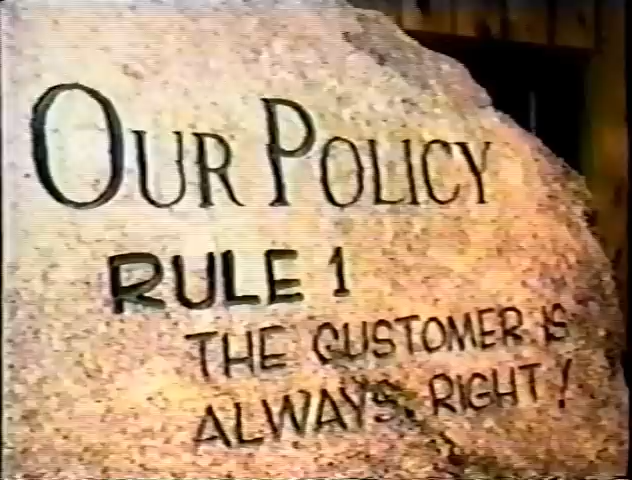 OUR POLICY
RULE 1
THE CUSTOMER IS
ALWAYS RIGHT!